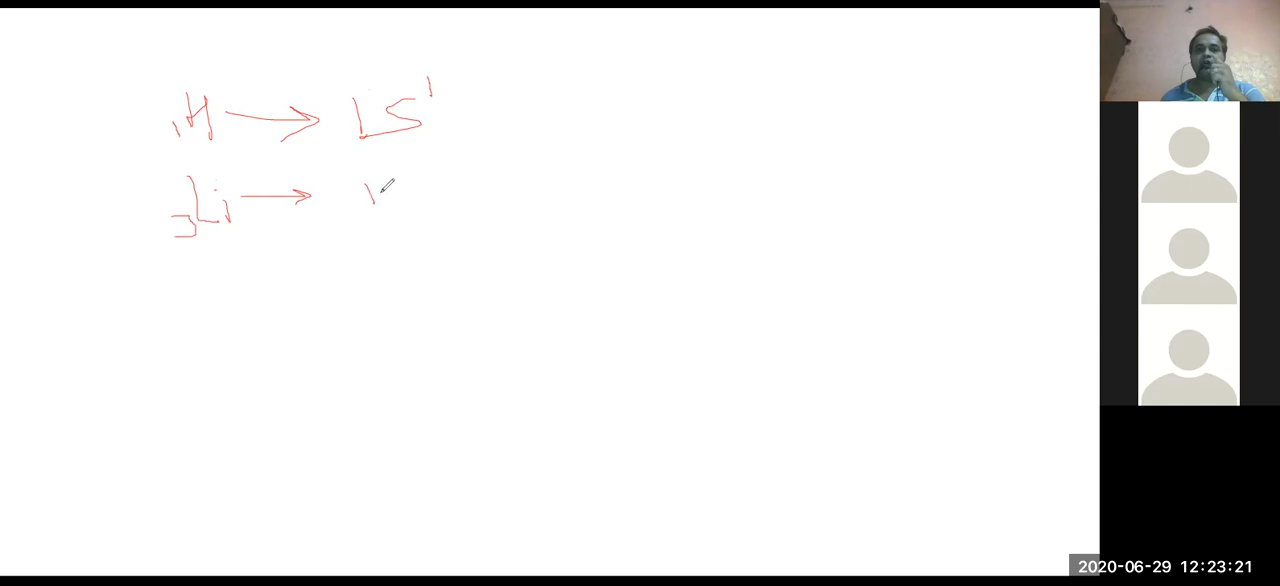 ₁H → 1S¹
₃Li → 1
2020-06-29 12:23:21